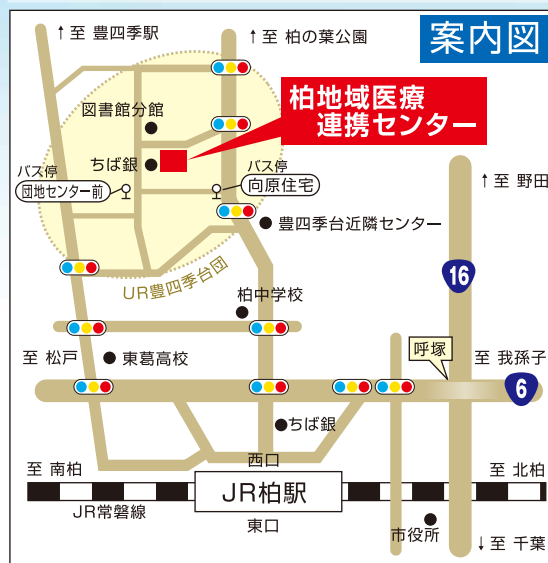 ↑至 豊四季駅
↑至 柏の葉公園
案内図
図書館分館
柏地域医療
連携センター
ちば銀
バス停
団地センター前
バス停
向原住宅
↑至 野田
豊四季台近隣センター
UR豊四季台団
16
柏中学校
呼塚
至 松戸
東葛高校
至 我孫子
6
ちば銀
西口
至 南柏
JR柏駅
至 北柏
JR常磐線
東口
市役所
↓至 千葉